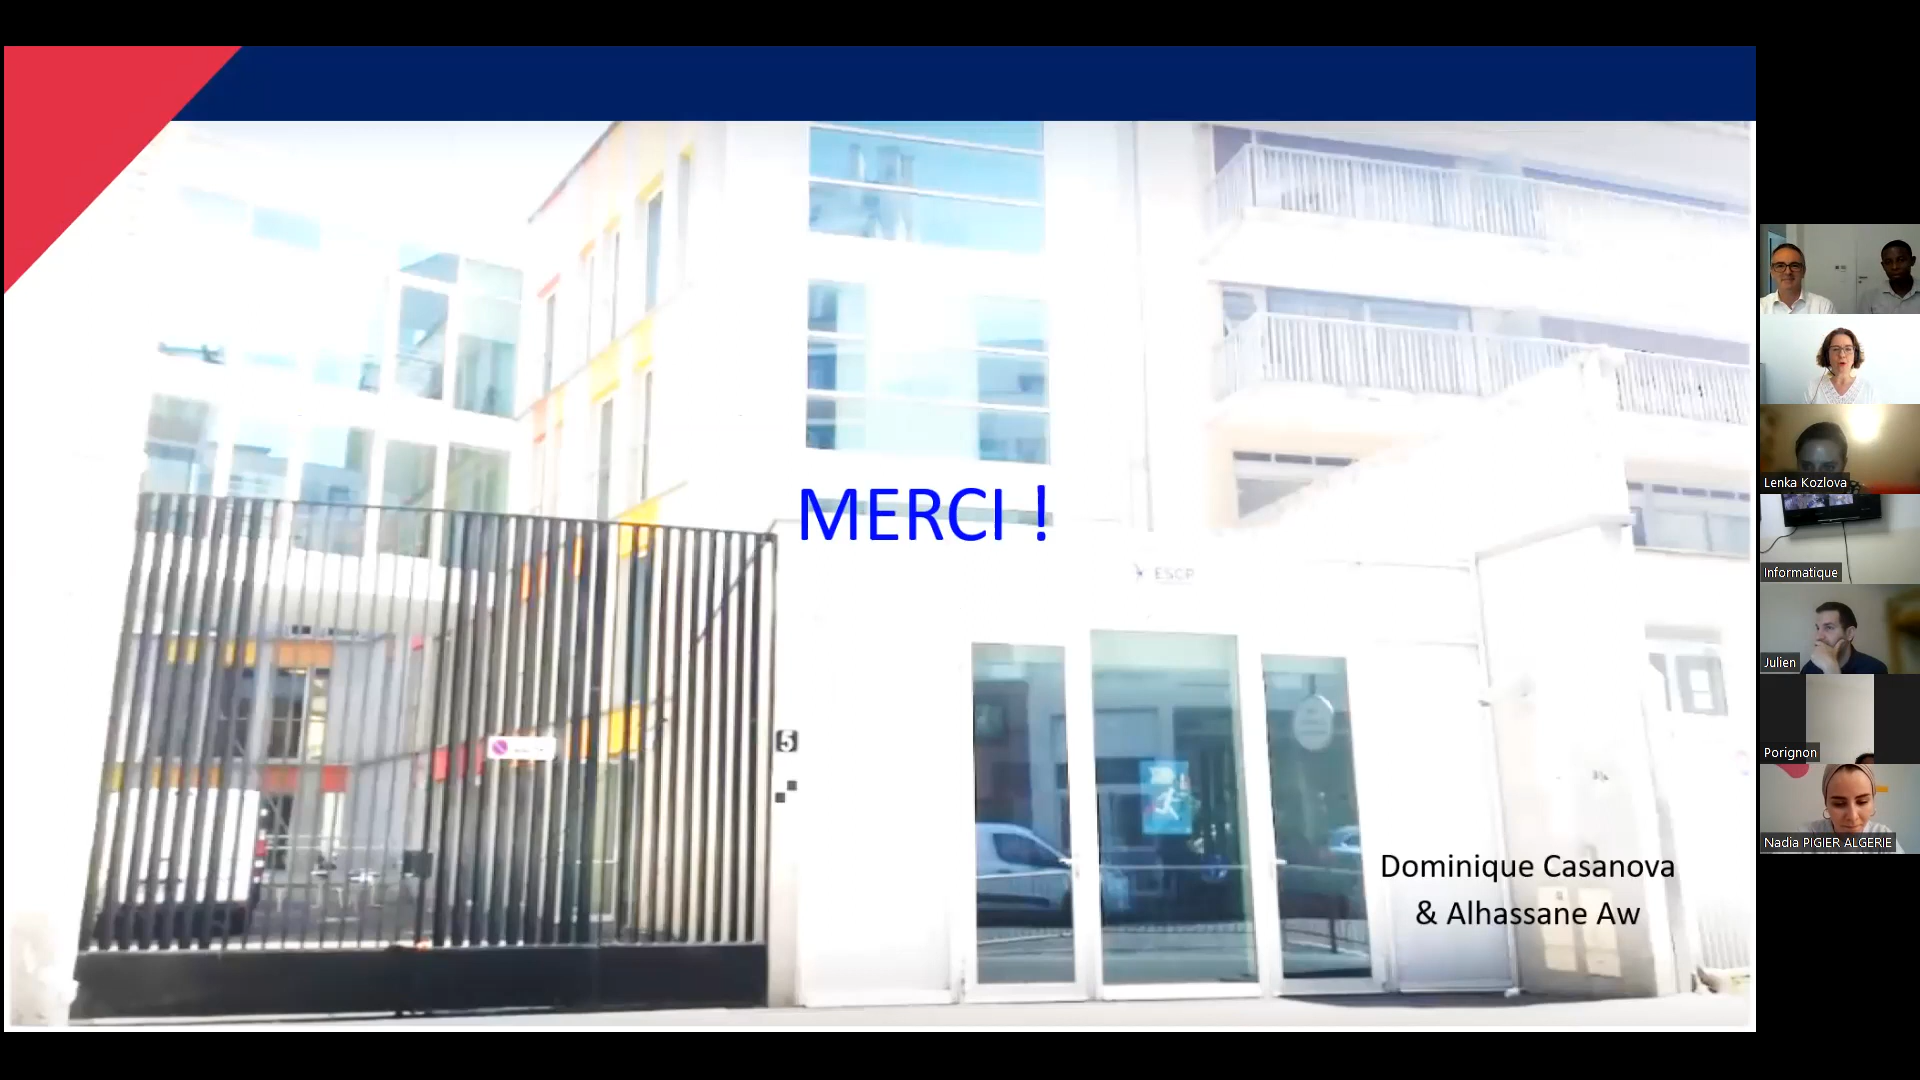 MERCI !
ESCP
5
Dominique Casanova
& Alhassane Aw
Lenka Kozlova
Informatique
Julien
Porignon
Nadia PIGIER ALGERIE